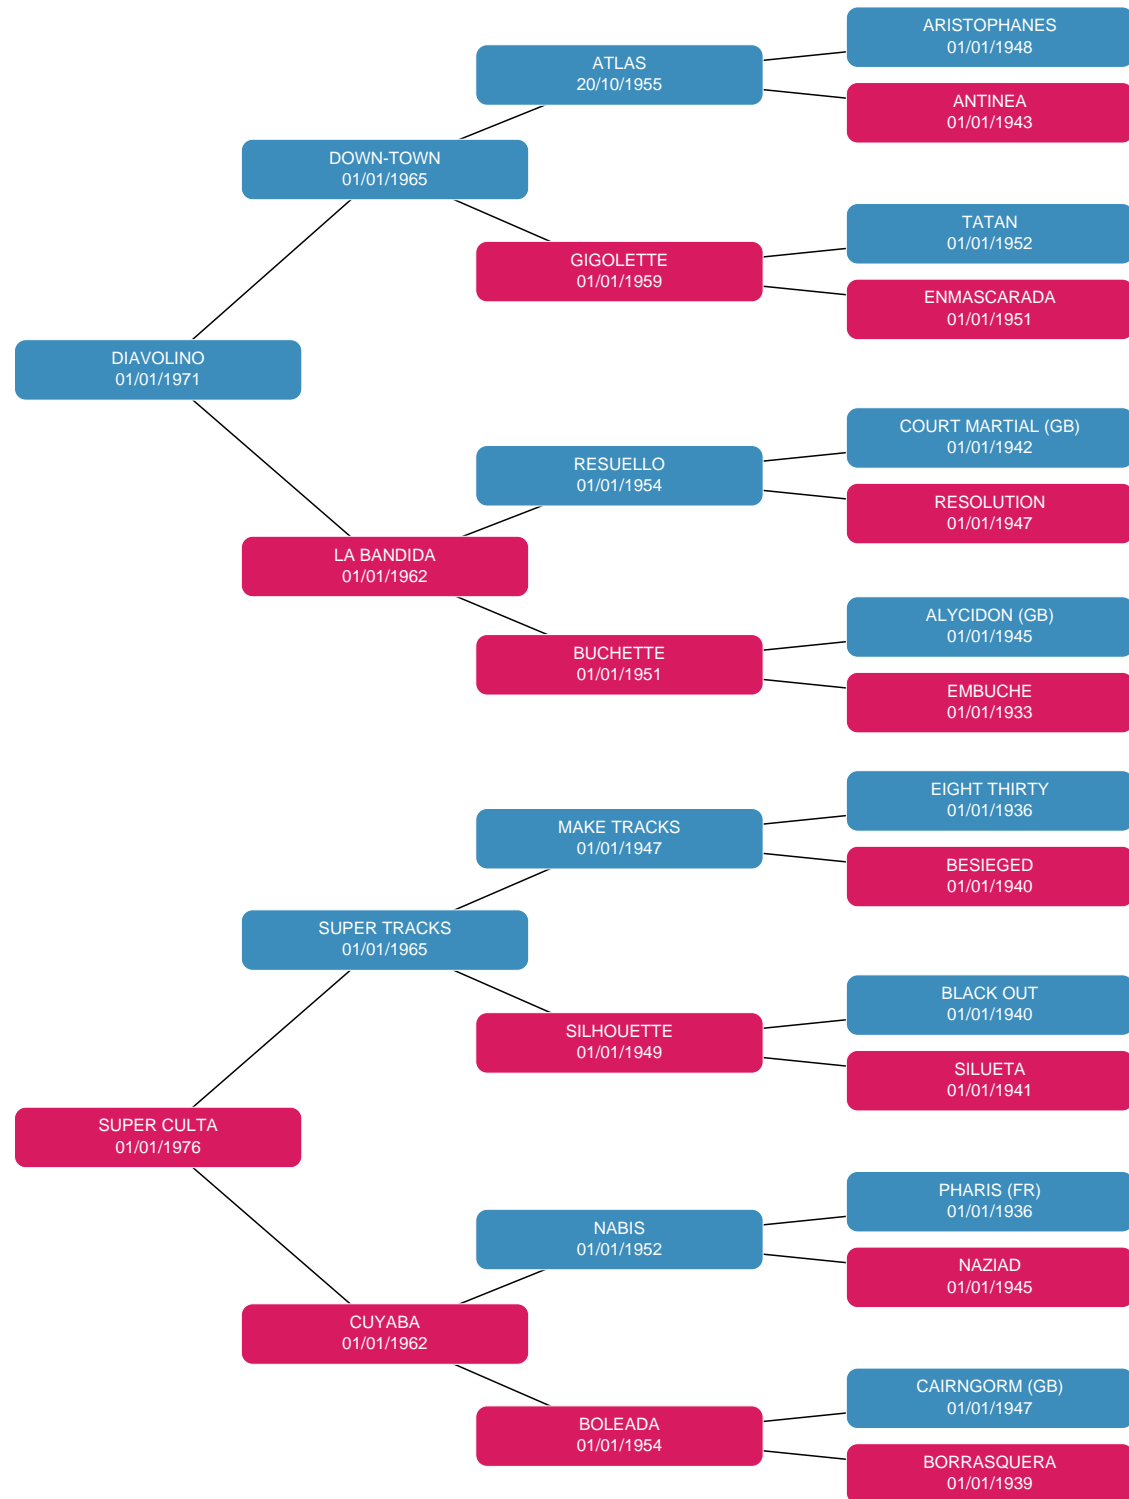 ARISTOPHANES
01/01/1948
ATLAS
20/10/1955
ANTINEA
01/01/1943
DOWN-TOWN
01/01/1965
TATAN
01/01/1952
GIGOLETTE
01/01/1959
ENMASCARADA
01/01/1951
DIAVOLINO
01/01/1971
COURT MARTIAL (GB)
01/01/1942
RESUELLO
01/01/1954
RESOLUTION
01/01/1947
LA BANDIDA
01/01/1962
ALYCIDON (GB)
01/01/1945
BUCHETTE
01/01/1951
EMBUCHE
01/01/1933
EIGHT THIRTY
01/01/1936
MAKE TRACKS
01/01/1947
BESIEGED
01/01/1940
SUPER TRACKS
01/01/1965
BLACK OUT
01/01/1940
SILHOUETTE
01/01/1949
SILUETA
01/01/1941
SUPER CULTA
01/01/1976
PHARIS (FR)
01/01/1936
NABIS
01/01/1952
NAZIAD
01/01/1945
CUYABA
01/01/1962
CAIRNGORM (GB)
01/01/1947
BOLEADA
01/01/1954
BORRASQUERA
01/01/1939